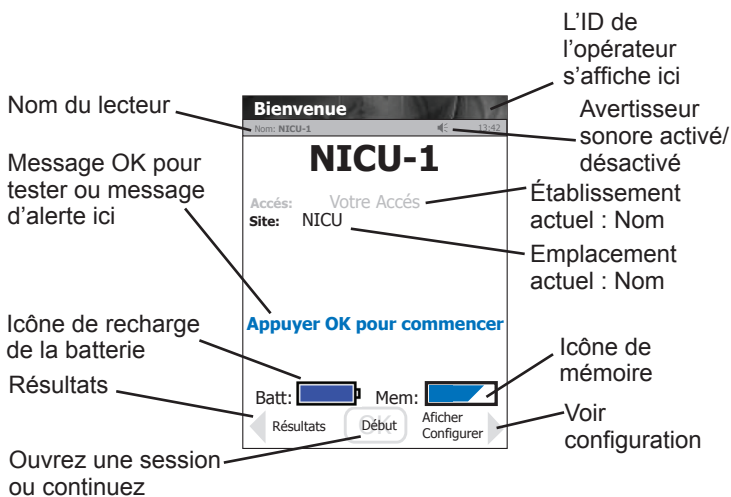 L'ID de
l'opérateur
s'affiche ici
Nom du lecteur
Avertisseur
sonore activé/
désactivé
Message OK pour
tester ou message
d'alerte ici
Établissement
actuel : Nom
Emplacement
actuel : Nom
Icône de recharge
de la batterie
Résultats
Icône de
mémoire
Voir
configuration
Ouvrez une session
ou continuez
Bienvenue
Nom: NICU-1
13:42
NICU-1
Accés: Votre Accés
Site: NICU
Appuyer OK pour commencer
Batt: Mem:
Résultats
OK
Début
Aficher
Configurer